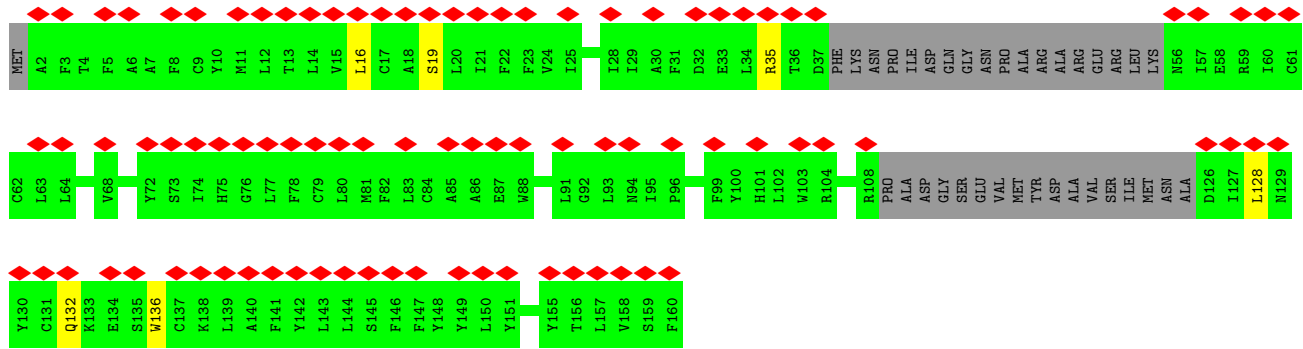 MET A2 F3 T4 F5 A6 A7 F8 C9 Y10 M11 L12 T13 L14 V15 L16 C17 A18 S19 L20 I21 F22 F23 V24 I25 I28 I29 A30 F31 D32 E33 L34 R35 T36 D37 PHE LYS ASN PRO ILE ASP GLN GLY ASN PRO ALA ARG ALA ARG GLU ARG LEU LYS N56 I57 E58 R59 I60 C61
C62 L63 L64 V68 Y72 S73 I74 H75 G76 L77 F78 C79 L80 M81 F82 L83 C84 A85 A86 E87 W88 L91 G92 L93 N94 I95 P96 F99 Y100 H101 L102 W103 R104 R108 PRO ALA ASP GLY SER GLU VAL MET TYR ASP ALA VAL SER ILE MET ASN ALA D126 I127 L128 N129
Y130 C131 Q132 K133 E134 S135 W136 C137 K138 L139 A140 F141 Y142 L143 L144 S145 F146 F147 Y148 Y149 L150 Y151 Y155 T156 L157 V158 S159 F160